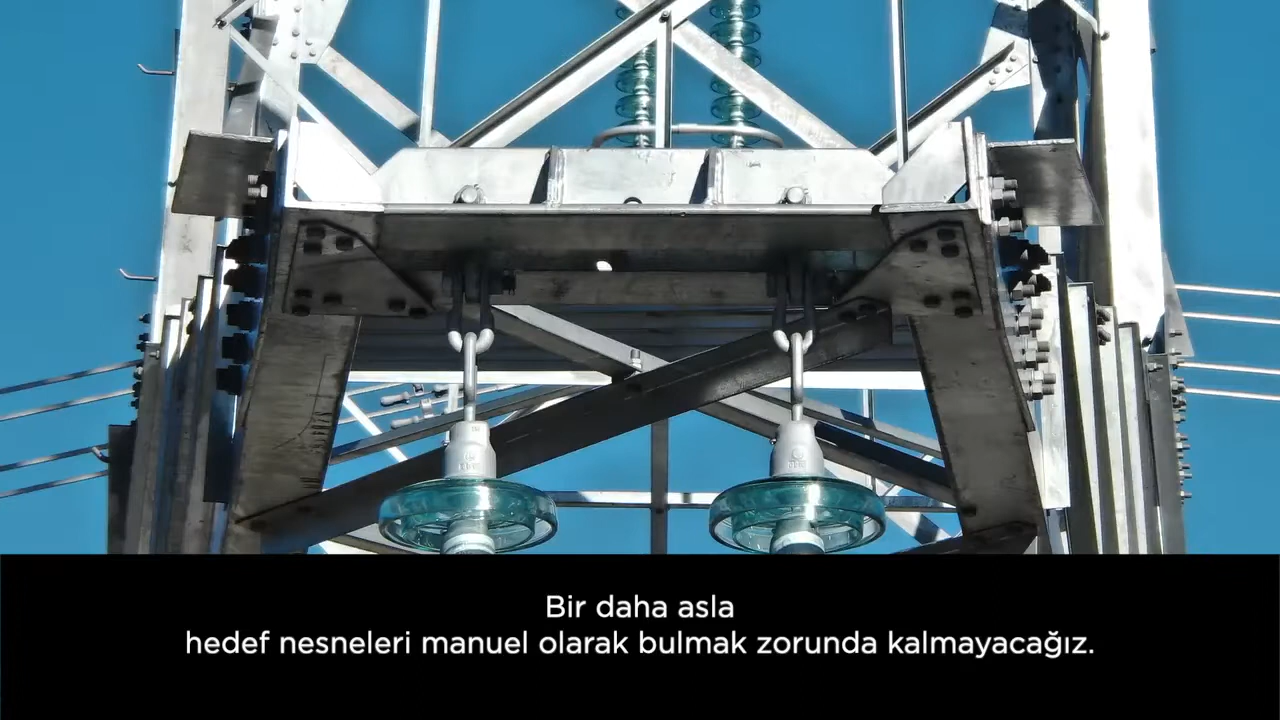 Bir daha asla
hedef nesneleri manuel olarak bulmak zorunda kalmayacağız.